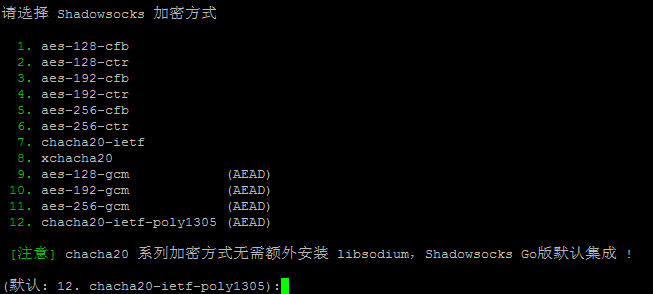 请选择 Shadowsocks 加密方式
1. aes-128-cfb
2. aes-128-ctr
3. aes-192-cfb
4. aes-192-ctr
5. aes-256-cfb
6. aes-256-ctr
7. chacha20-ietf
8. xchacha20
9. aes-128-gcm (AEAD)
10. aes-192-gcm (AEAD)
11. aes-256-gcm (AEAD)
12. chacha20-ietf-poly1305 (AEAD)
[注意] chacha20 系列加密方式无需额外安装 libsodium，Shadowsocks Go版默认集成 !
(默认: 12. chacha20-ietf-poly1305):